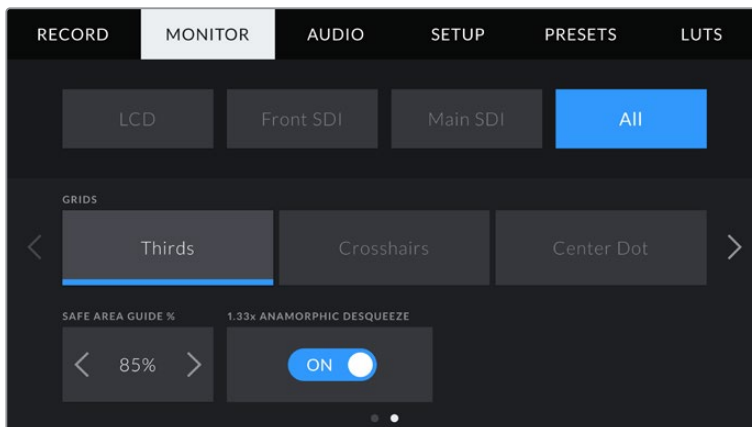 RECORD MONITOR AUDIO SETUP PRESETS LUTS
LCD Front SDI Main SDI All
GRIDS
Thirds Crosshairs Center Dot
SAFE AREA GUIDE % 1.33x ANAMORPHIC DESQUEEZE
85% ON